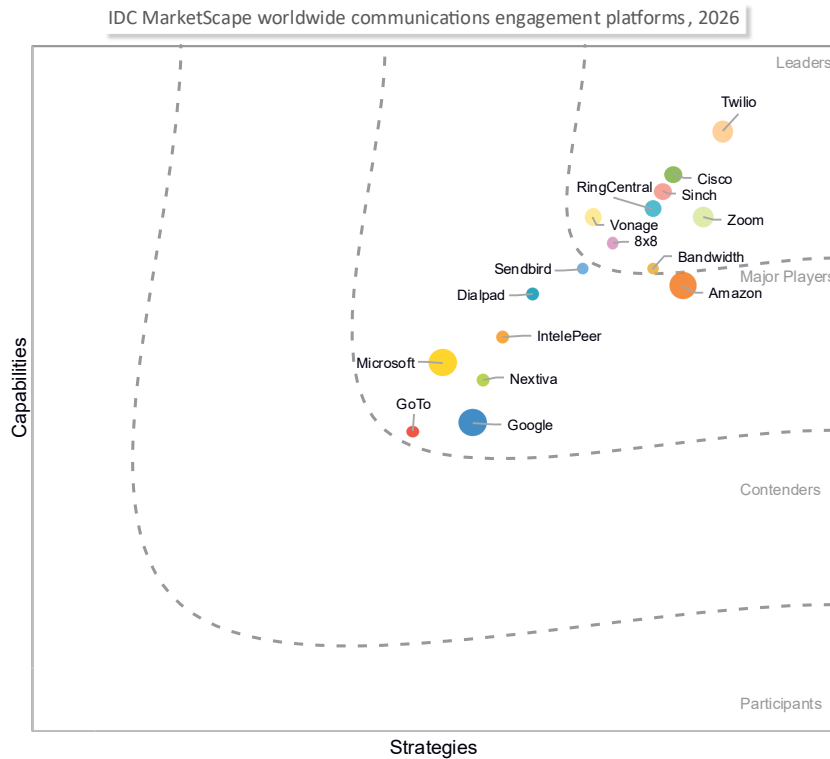 IDC MarketScape worldwide communications engagement platforms, 2026
Leaders
Twilio
Cisco
RingCentral
Sinch
Vonage
Zoom
8x8
Bandwidth
Sendbird
Major Players
Dialpad
Amazon
IntelePeer
Microsoft
Nextiva
GoTo
Google
Capabilities
Contenders
Participants
Strategies